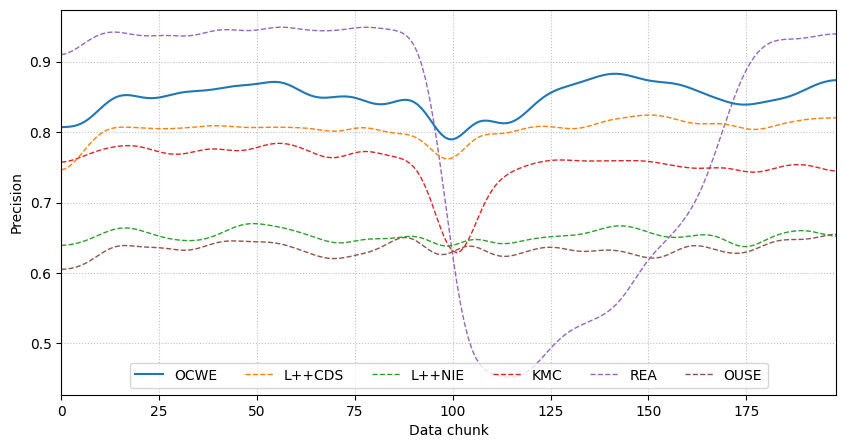 Precision
0.9
0.8
0.7
0.6
0.5
OCWE L++CDS L++NIE KMC REA OUSE
0 25 50 75 100 125 150 175
Data chunk